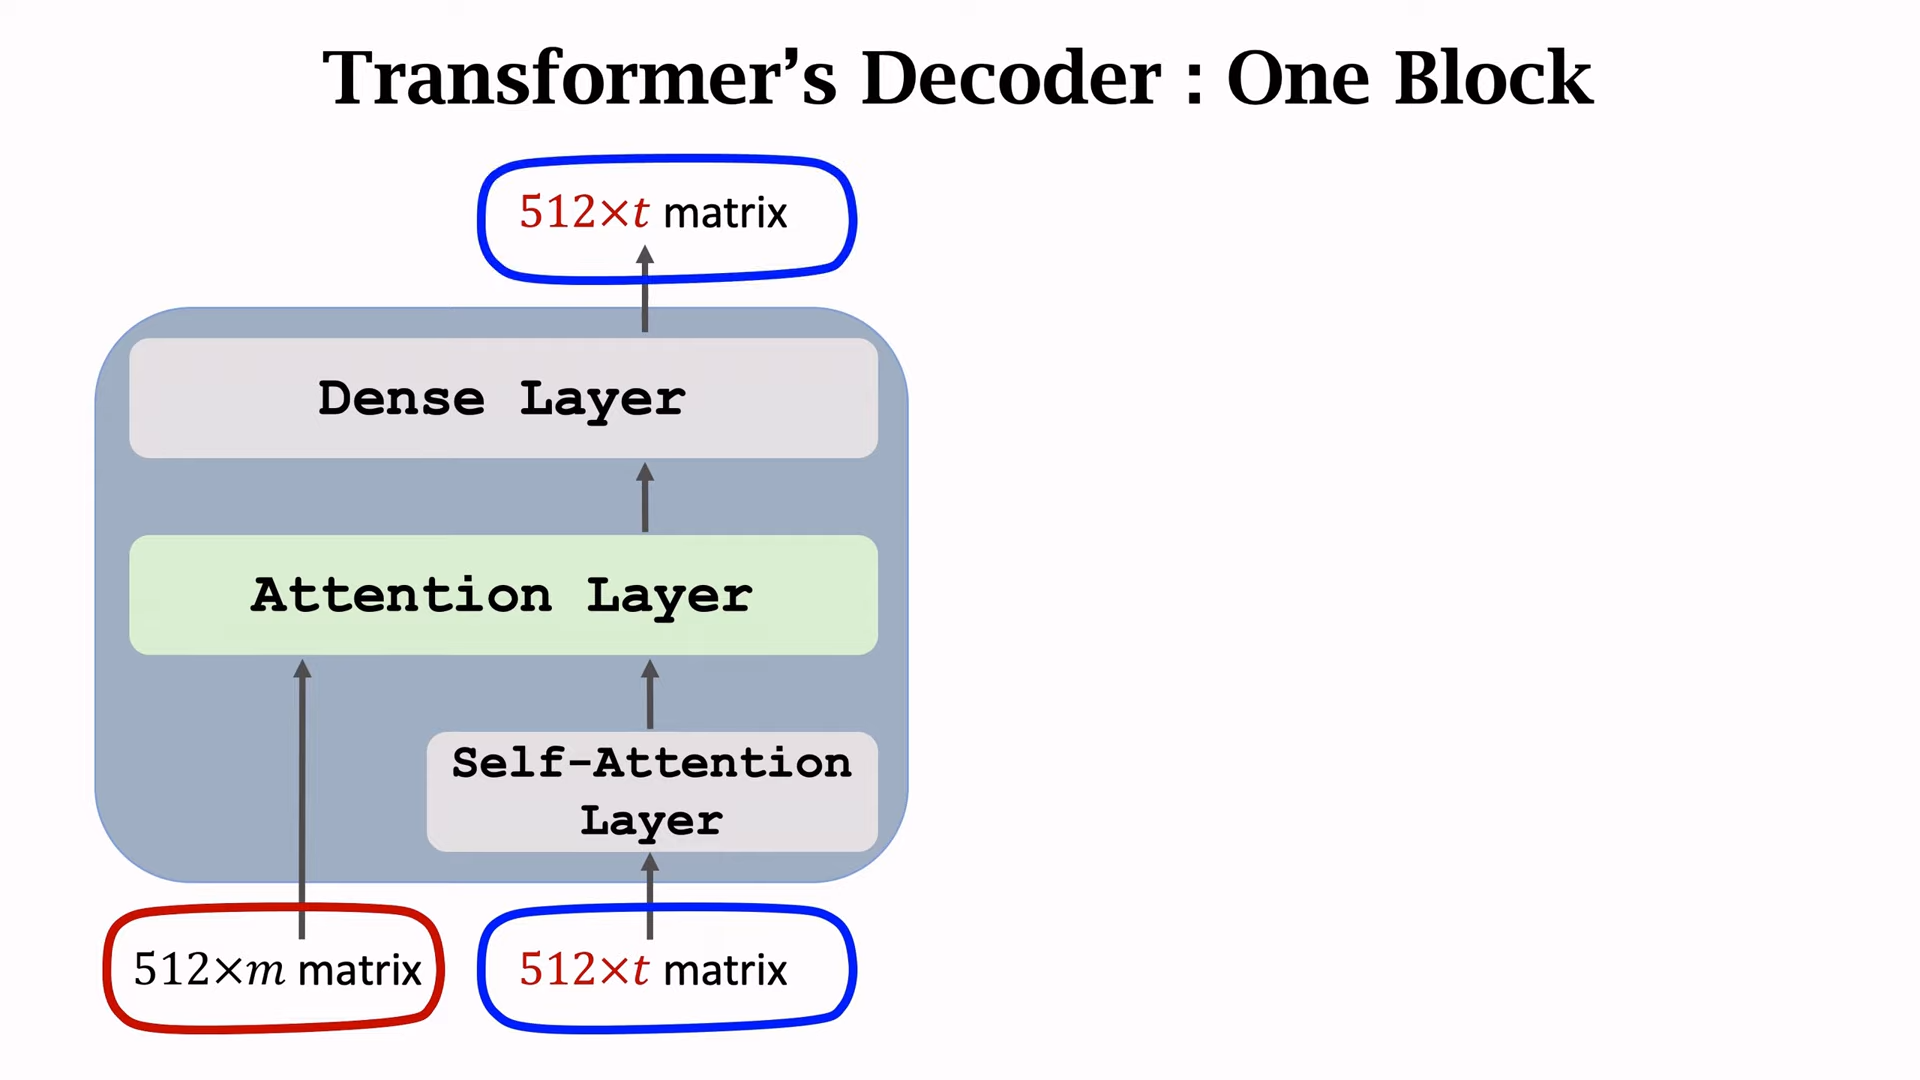 Transformer’s Decoder : One Block
512×t matrix
Dense Layer
Attention Layer
Self-Attention
Layer
512×m matrix
512×t matrix